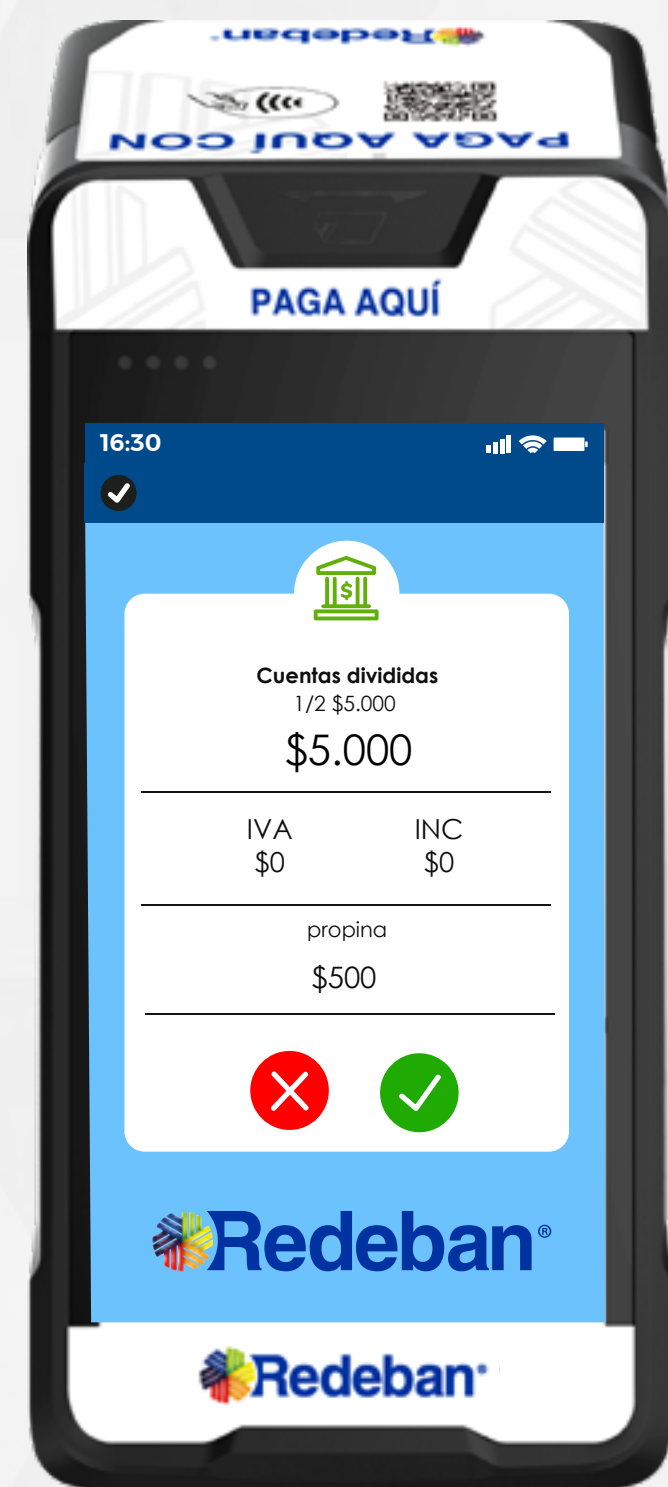 Redeban.
PAGA AQUÍ CON
PAGA AQUÍ
16:30
$
Cuentas divididas
1/2 $5.000
$5.000
IVA INC
$0 $0
propina
$500
Redeban®
Redeban